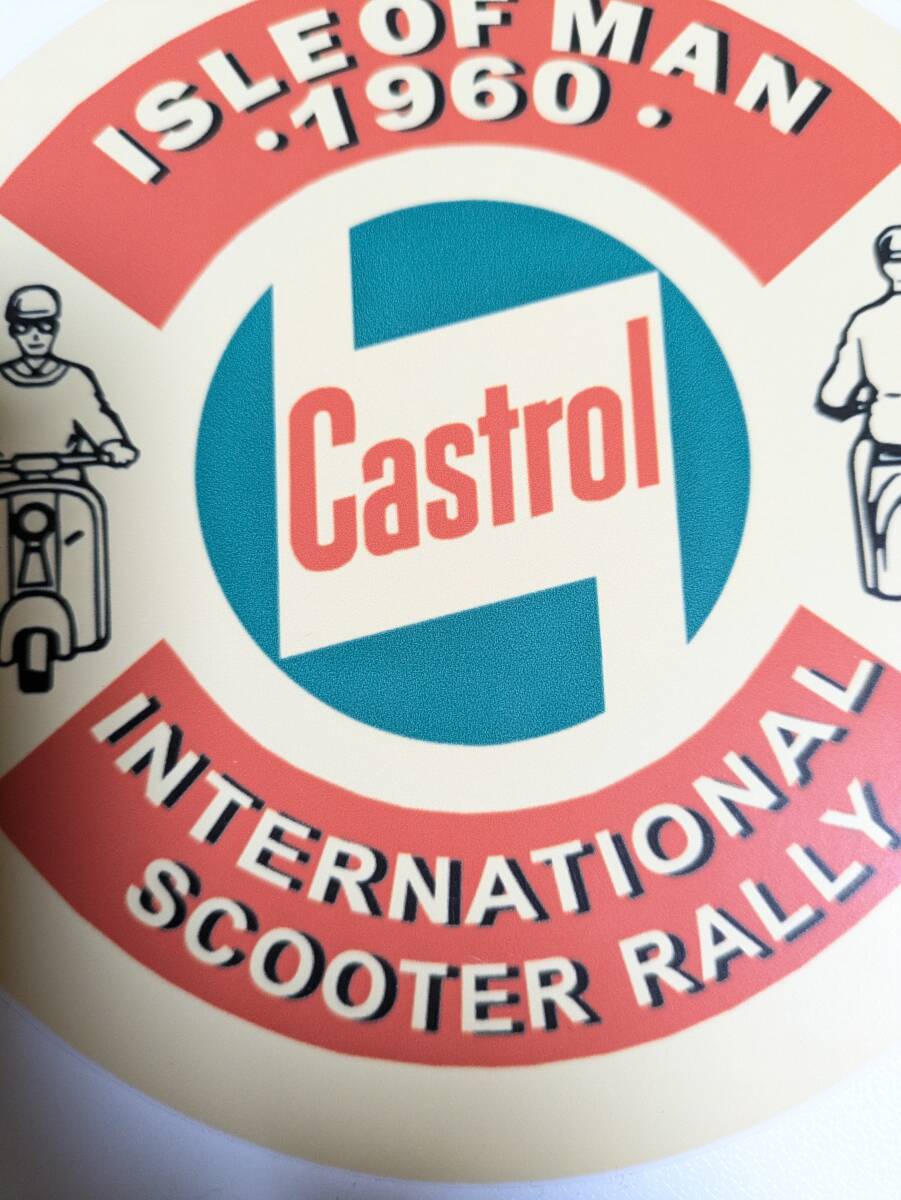 ISLE OF MAN
·1960·
Castrol
INTERNATIONAL
SCOOTER RALLY